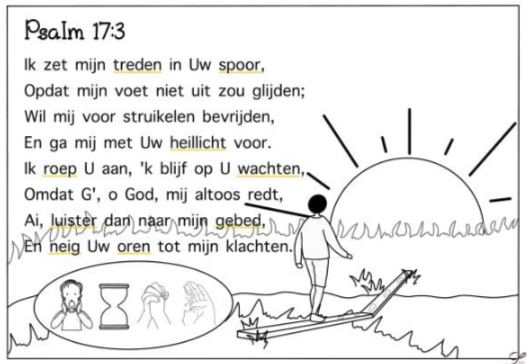 Psalm 17:3
Ik zet mijn treden in Uw spoor,
Opdat mijn voet niet uit zou glijden;
Wil mij voor struikelen bevrijden,
En ga mij met Uw heillicht voor.
Ik roep U aan, 'k blijf op U wachten,
Omdat G', o God, mij altoos redt,
Ai, luister dan naar mijn gebed,
En neig Uw oren tot mijn klachten.